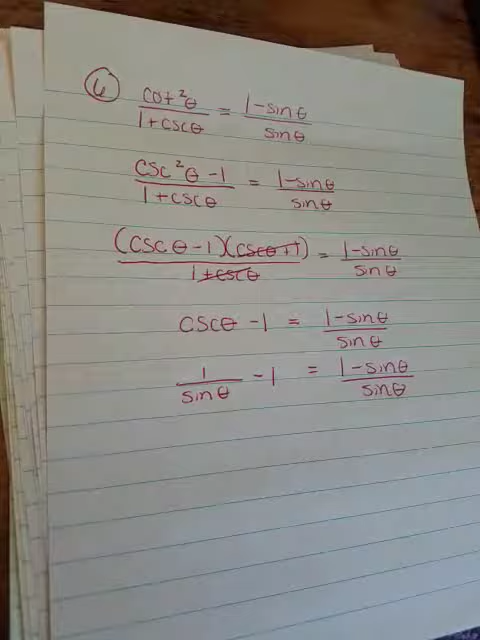 6 cot²θ / 1+cscθ = 1-sinθ / sinθ
csc²θ -1 / 1+cscθ = 1-sinθ / sinθ
(cscθ -1)(cscθ+1) / 1+cscθ = 1-sinθ / sinθ
cscθ -1 = 1-sinθ / sinθ
1 / sinθ -1 = 1-sinθ / sinθ